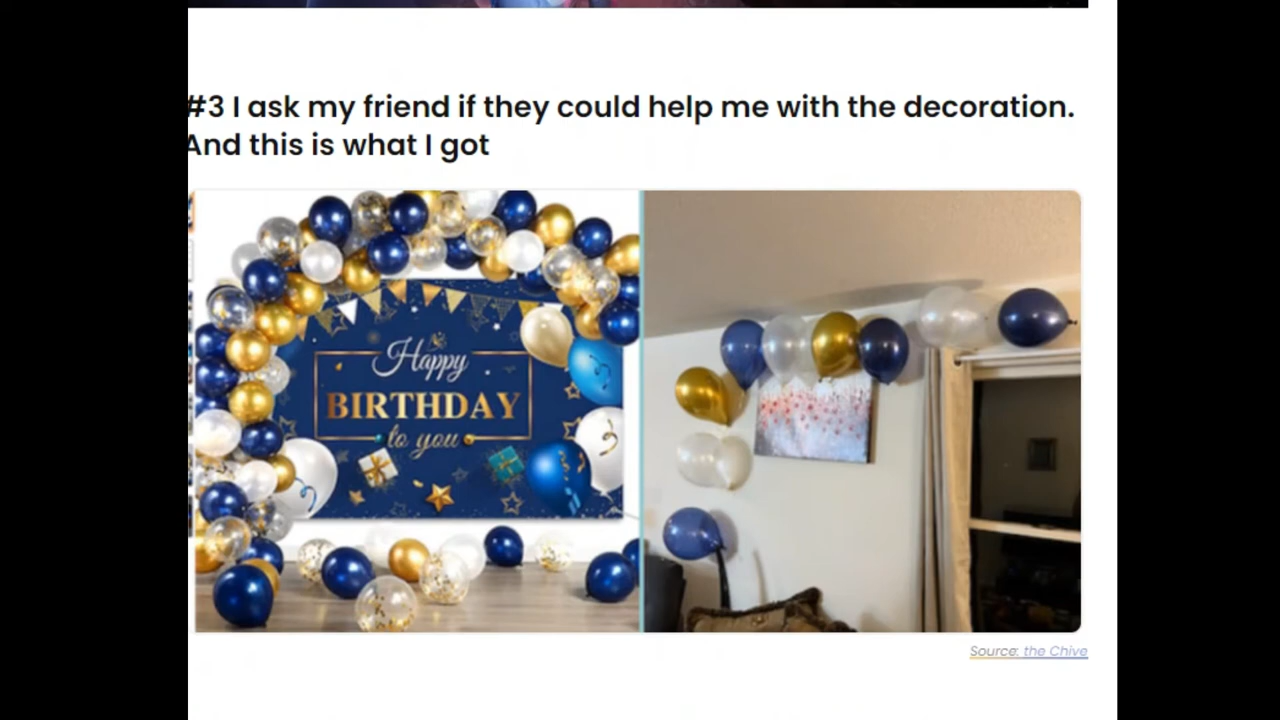 #3 I ask my friend if they could help me with the decoration.
And this is what I got
Happy
BIRTHDAY
to you
Source: the Chive